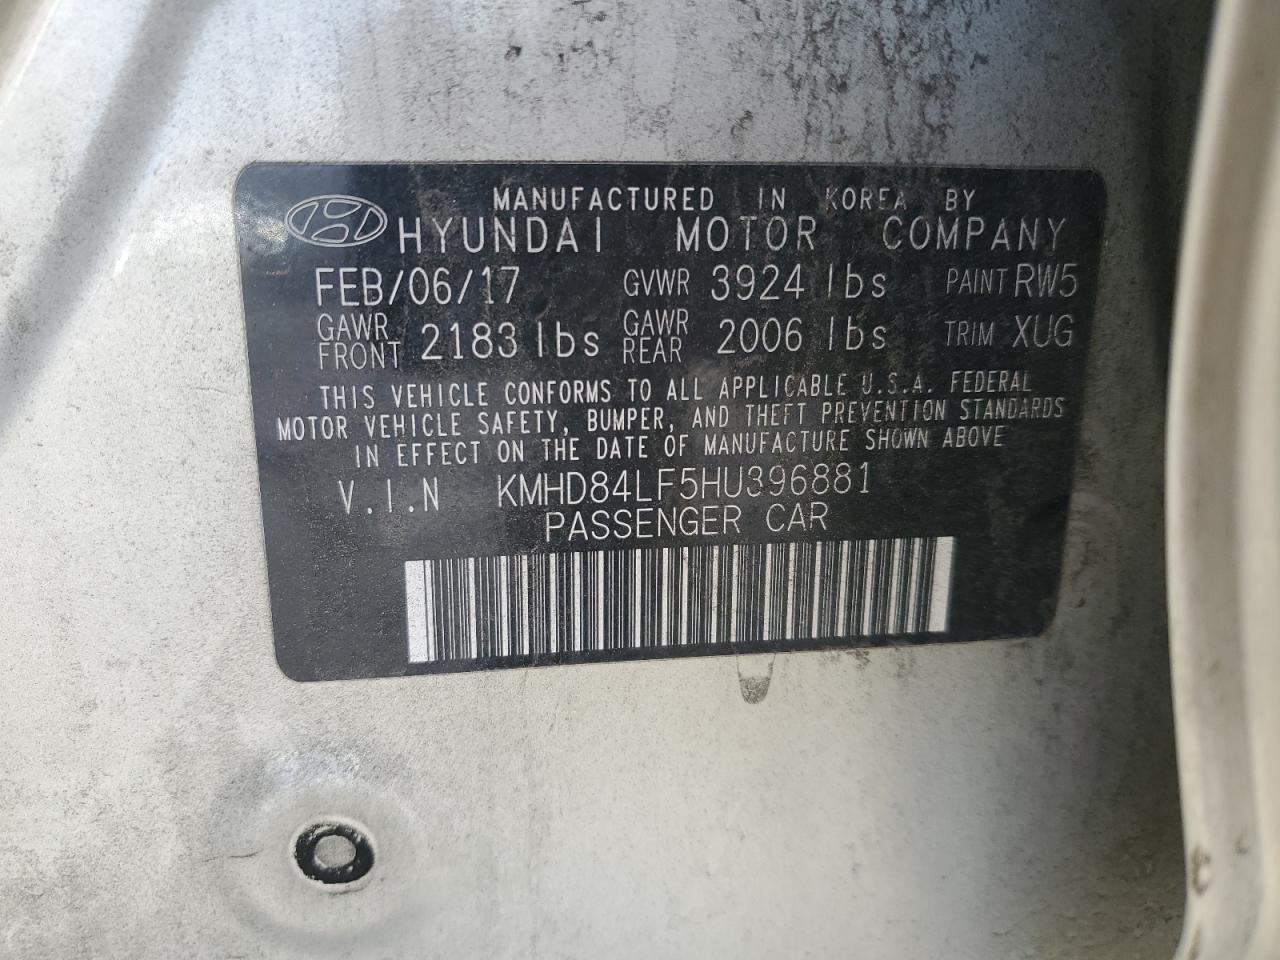 MANUFACTURED IN KOREA BY
HYUNDAI MOTOR COMPANY
FEB/06/17 GVWR 3924 lbs PAINT RW5
GAWR FRONT 2183 lbs GAWR REAR 2006 lbs TRIM XUG
THIS VEHICLE CONFORMS TO ALL APPLICABLE U.S.A. FEDERAL
MOTOR VEHICLE SAFETY, BUMPER, AND THEFT PREVENTION STANDARDS
IN EFFECT ON THE DATE OF MANUFACTURE SHOWN ABOVE
V.I.N KMHD84LF5HU396881
PASSENGER CAR